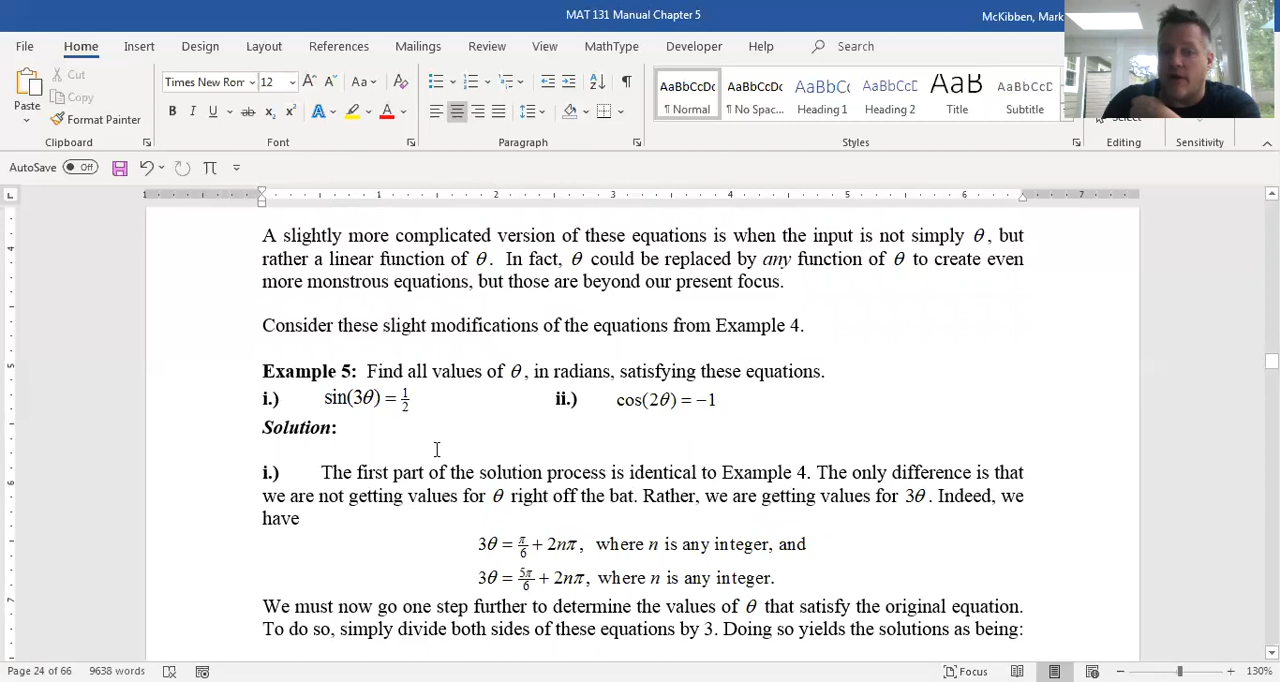 MAT 131 Manual Chapter 5
McKibben, Mark
File Home Insert Design Layout References Mailings Review View MathType Developer Help Search
Paste
Cut
Copy
Format Painter
Times New Rom 12
AaBbCcDc AaBbCcDc AaBbCc AaBbCcD AaB AaBbCcD
¶ Normal ¶ No Spac... Heading 1 Heading 2 Title Subtitle
Clipboard Font Paragraph Styles Editing Sensitivity
AutoSave Off
1 1 2 3 4 5 6 7
A slightly more complicated version of these equations is when the input is not simply θ, but
rather a linear function of θ. In fact, θ could be replaced by any function of θ to create even
more monstrous equations, but those are beyond our present focus.
Consider these slight modifications of the equations from Example 4.
Example 5: Find all values of θ, in radians, satisfying these equations.
i.) sin(3θ) = 1/2 ii.) cos(2θ) = −1
Solution:
i.) The first part of the solution process is identical to Example 4. The only difference is that
we are not getting values for θ right off the bat. Rather, we are getting values for 3θ. Indeed, we
have
3θ = π/6 + 2nπ, where n is any integer, and
3θ = 5π/6 + 2nπ, where n is any integer.
We must now go one step further to determine the values of θ that satisfy the original equation.
To do so, simply divide both sides of these equations by 3. Doing so yields the solutions as being:
Page 24 of 66 9638 words Focus 130%